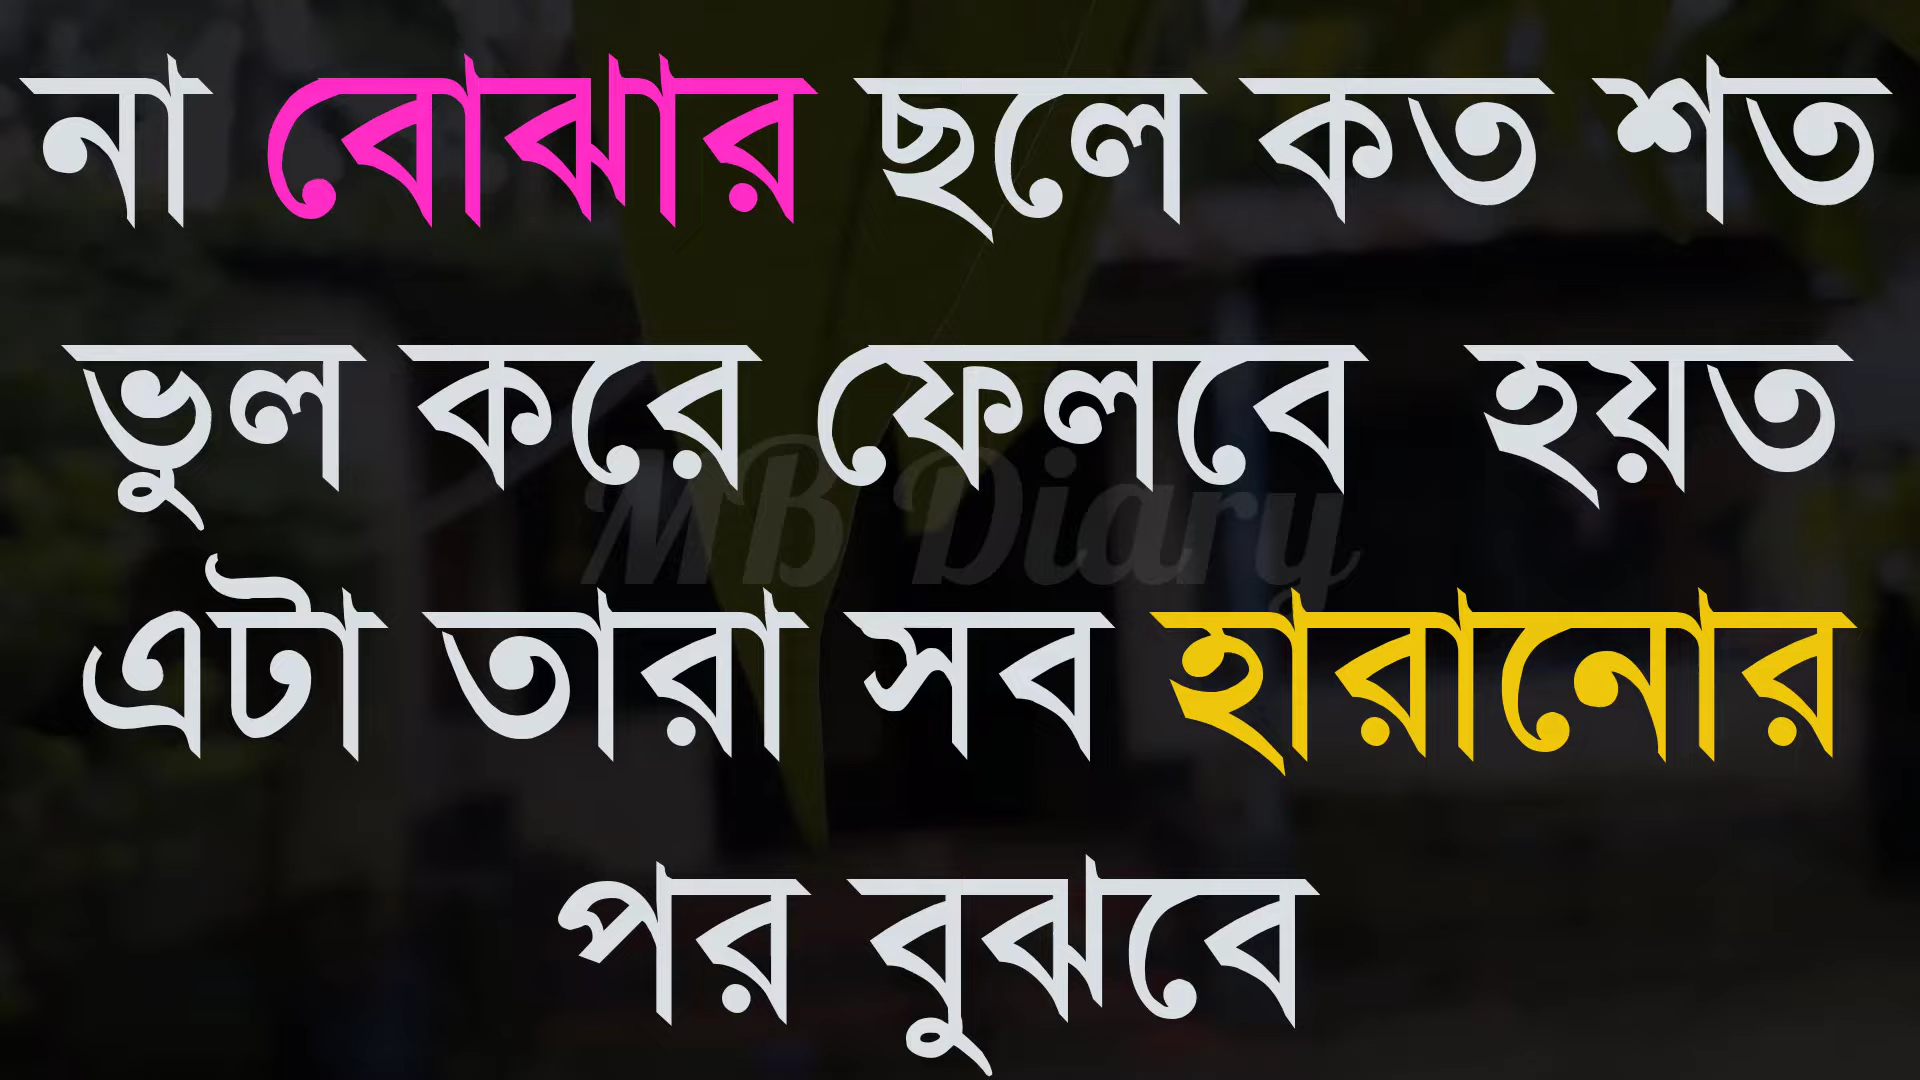 না বোঝার ছলে কত শত
ভুল করে ফেলবে হয়ত
MB Diary
এটা তারা সব হারানোর
পর বুঝবে